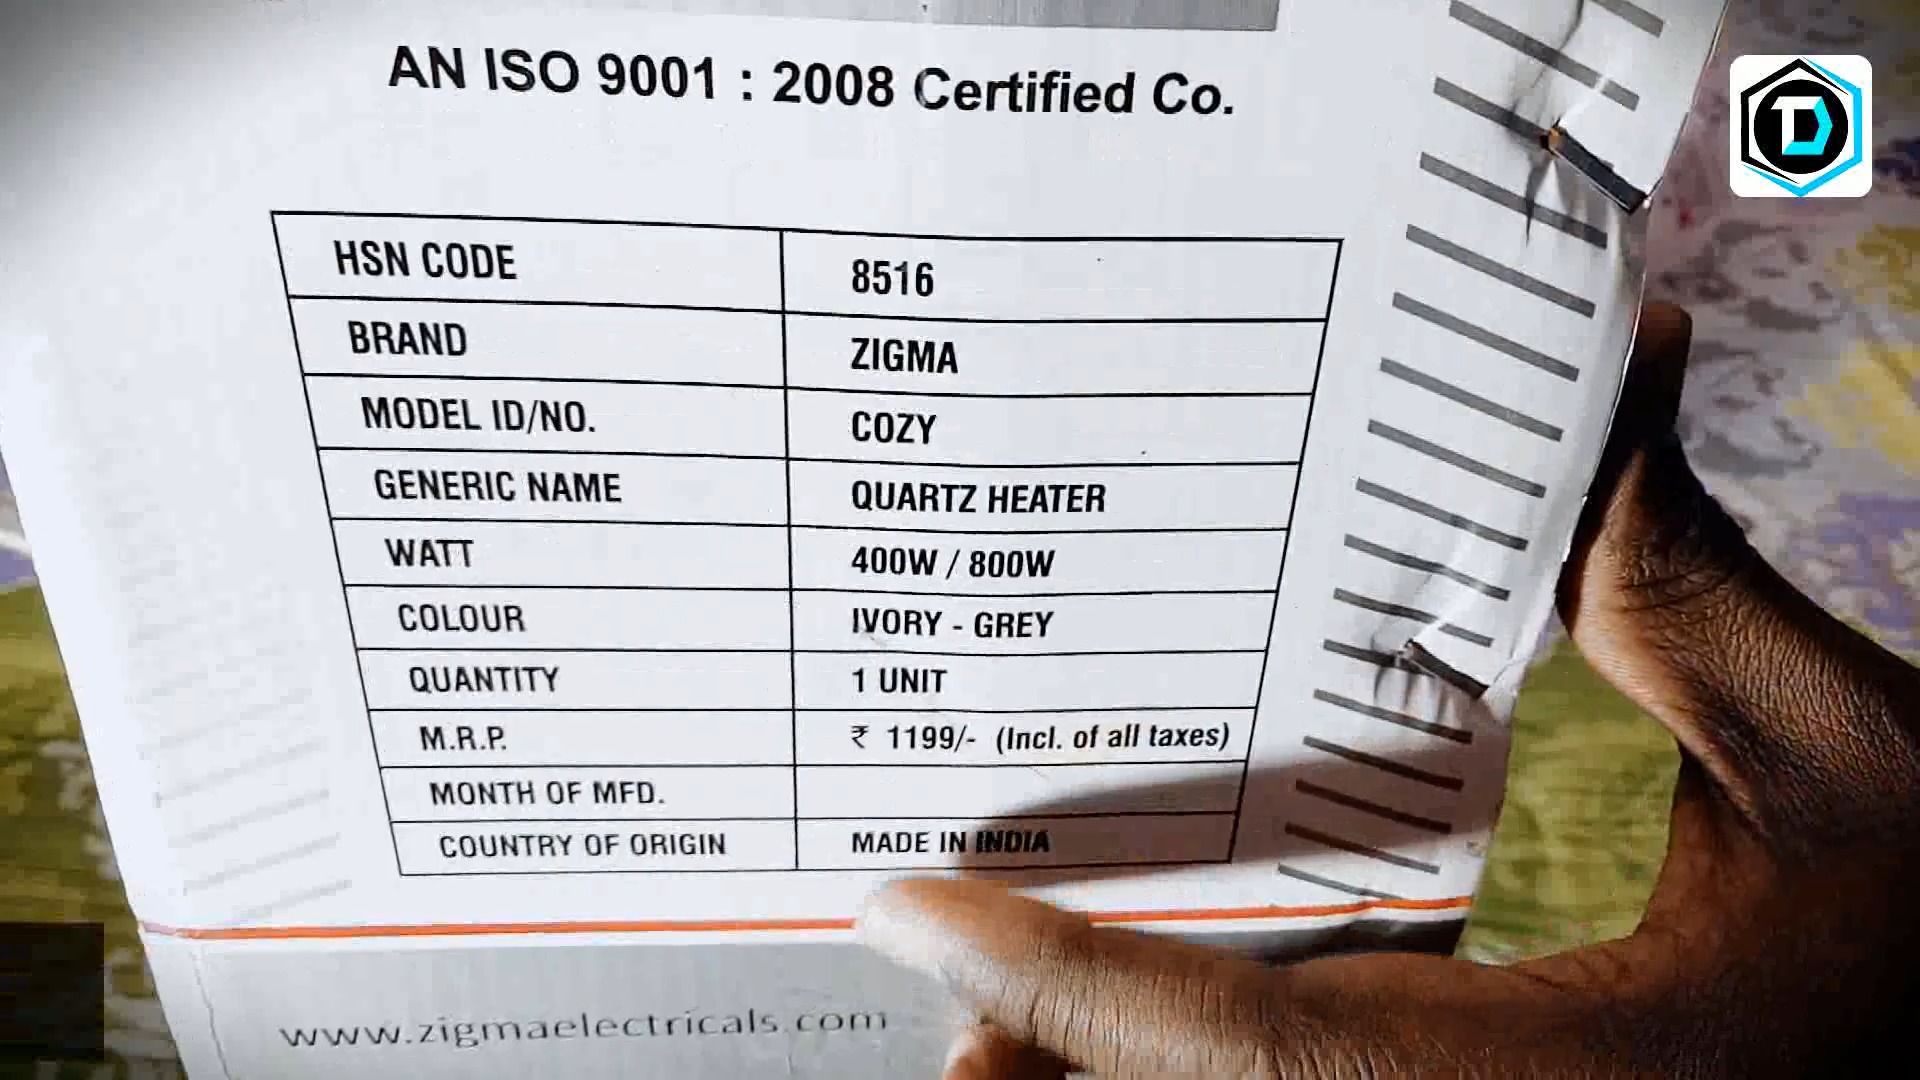 AN ISO 9001 : 2008 Certified Co.
HSN CODE 8516
BRAND ZIGMA
MODEL ID/NO. COZY
GENERIC NAME QUARTZ HEATER
WATT 400W / 800W
COLOUR IVORY - GREY
QUANTITY 1 UNIT
M.R.P. ₹ 1199/- (Incl. of all taxes)
MONTH OF MFD.
COUNTRY OF ORIGIN MADE IN INDIA
www.zigmaelectricals.com